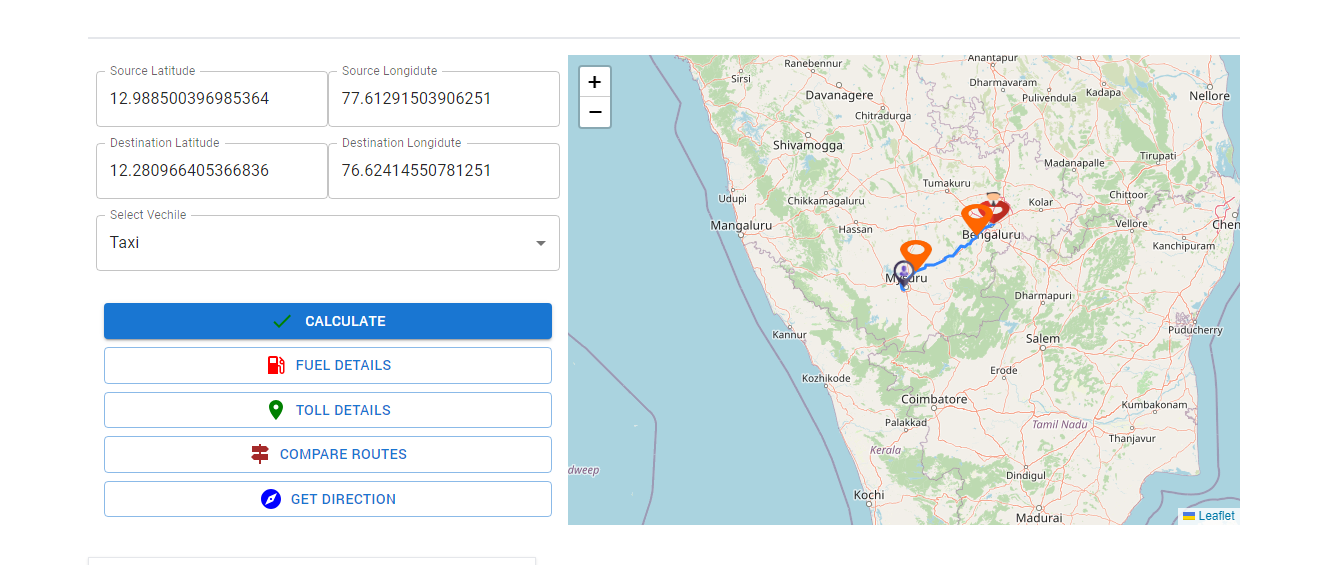 Source Latitude
12.988500396985364
Source Longidute
77.61291503906251
Destination Latitude
12.280966405366836
Destination Longidute
76.62414550781251
Select Vechile
Taxi
CALCULATE
FUEL DETAILS
TOLL DETAILS
COMPARE ROUTES
GET DIRECTION
+
−
Anantapur
Ranebennur
Sirsi
Dharmavaram
Kadapa
Davanagere
Pulivendula
Nellore
Chitradurga
Shivamogga
Madanapalle
Tirupati
Tumakuru
Udupi
Chikkamagaluru
Chittoor
Kolar
Mangaluru
Hassan
Bengaluru
Vellore
Chen
Kanchipuram
Mysuru
Dharmapuri
Kannur
Salem
Puducherry
Kozhikode
Erode
Coimbatore
Kumbakonam
Palakkad
Tamil Nadu
Thanjavur
Kerala
dweep
Dindigul
Kochi
Madurai
Leaflet